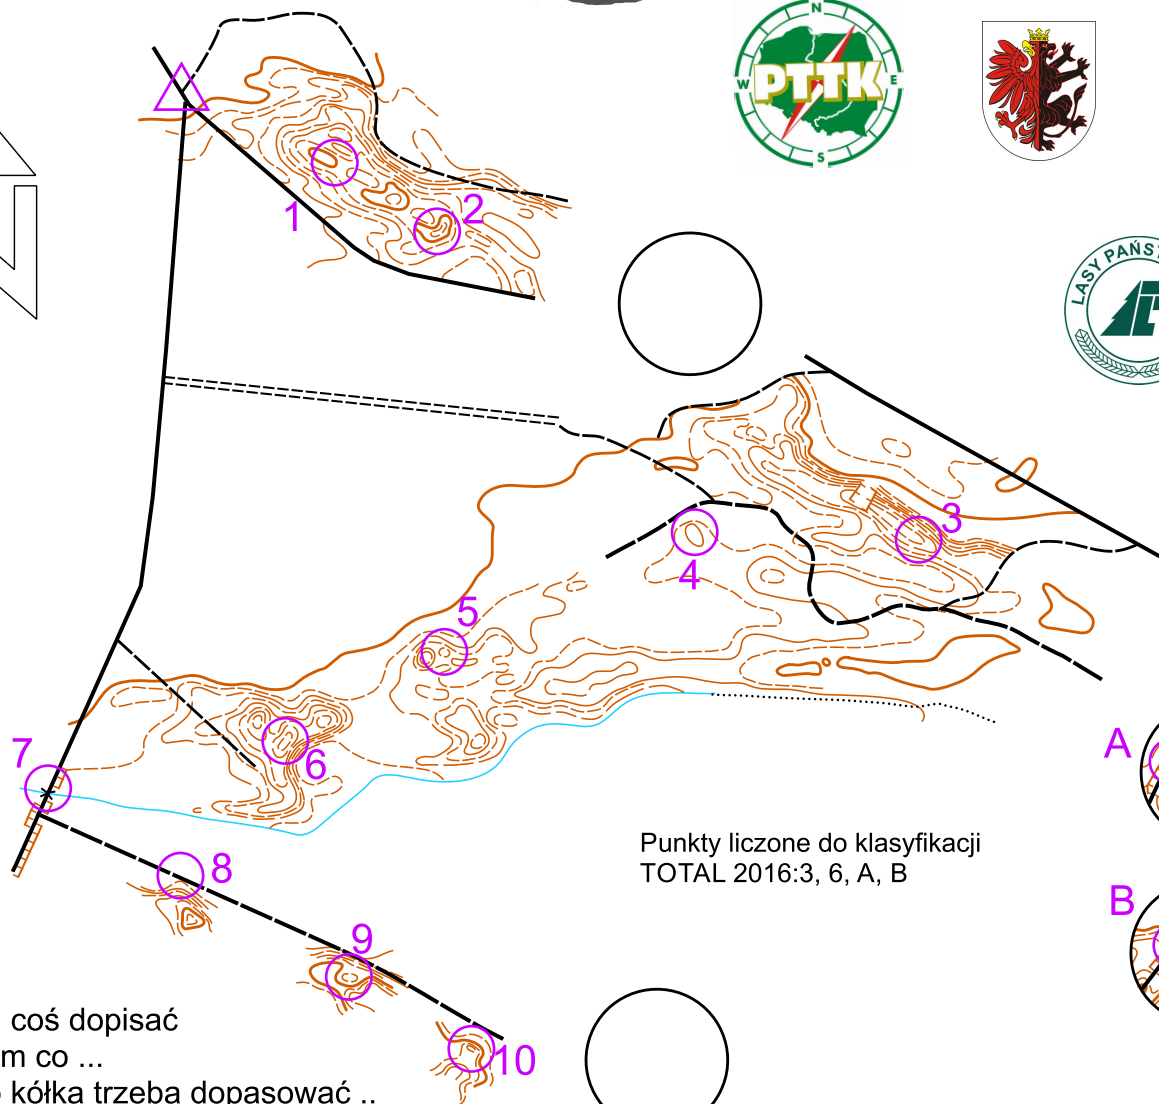 N
W PTTK E
S
LASY PAŃST
1
2
3
4
5
6
7
8
9
10
A
B
Punkty liczone do klasyfikacji
TOTAL 2016:3, 6, A, B
coś dopisać
m co ...
kółka trzeba dopasować ..